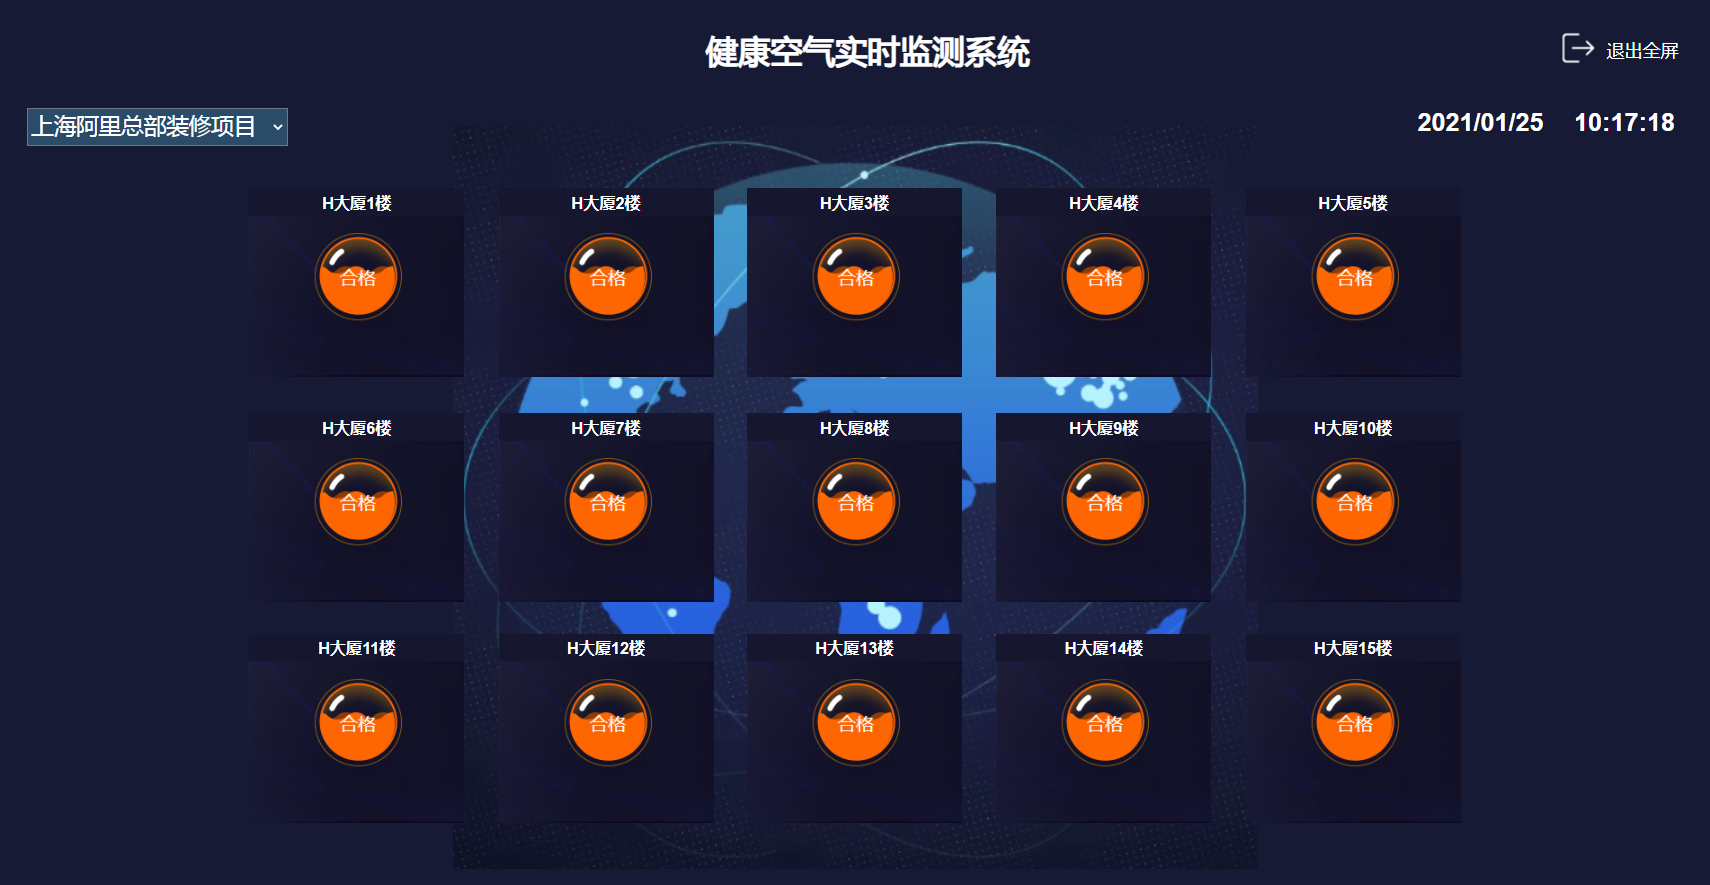 健康空气实时监测系统
退出全屏
上海阿里总部装修项目
2021/01/25 10:17:18
H大厦1楼 H大厦2楼 H大厦3楼 H大厦4楼 H大厦5楼
合格 合格 合格 合格 合格
H大厦6楼 H大厦7楼 H大厦8楼 H大厦9楼 H大厦10楼
合格 合格 合格 合格 合格
H大厦11楼 H大厦12楼 H大厦13楼 H大厦14楼 H大厦15楼
合格 合格 合格 合格 合格